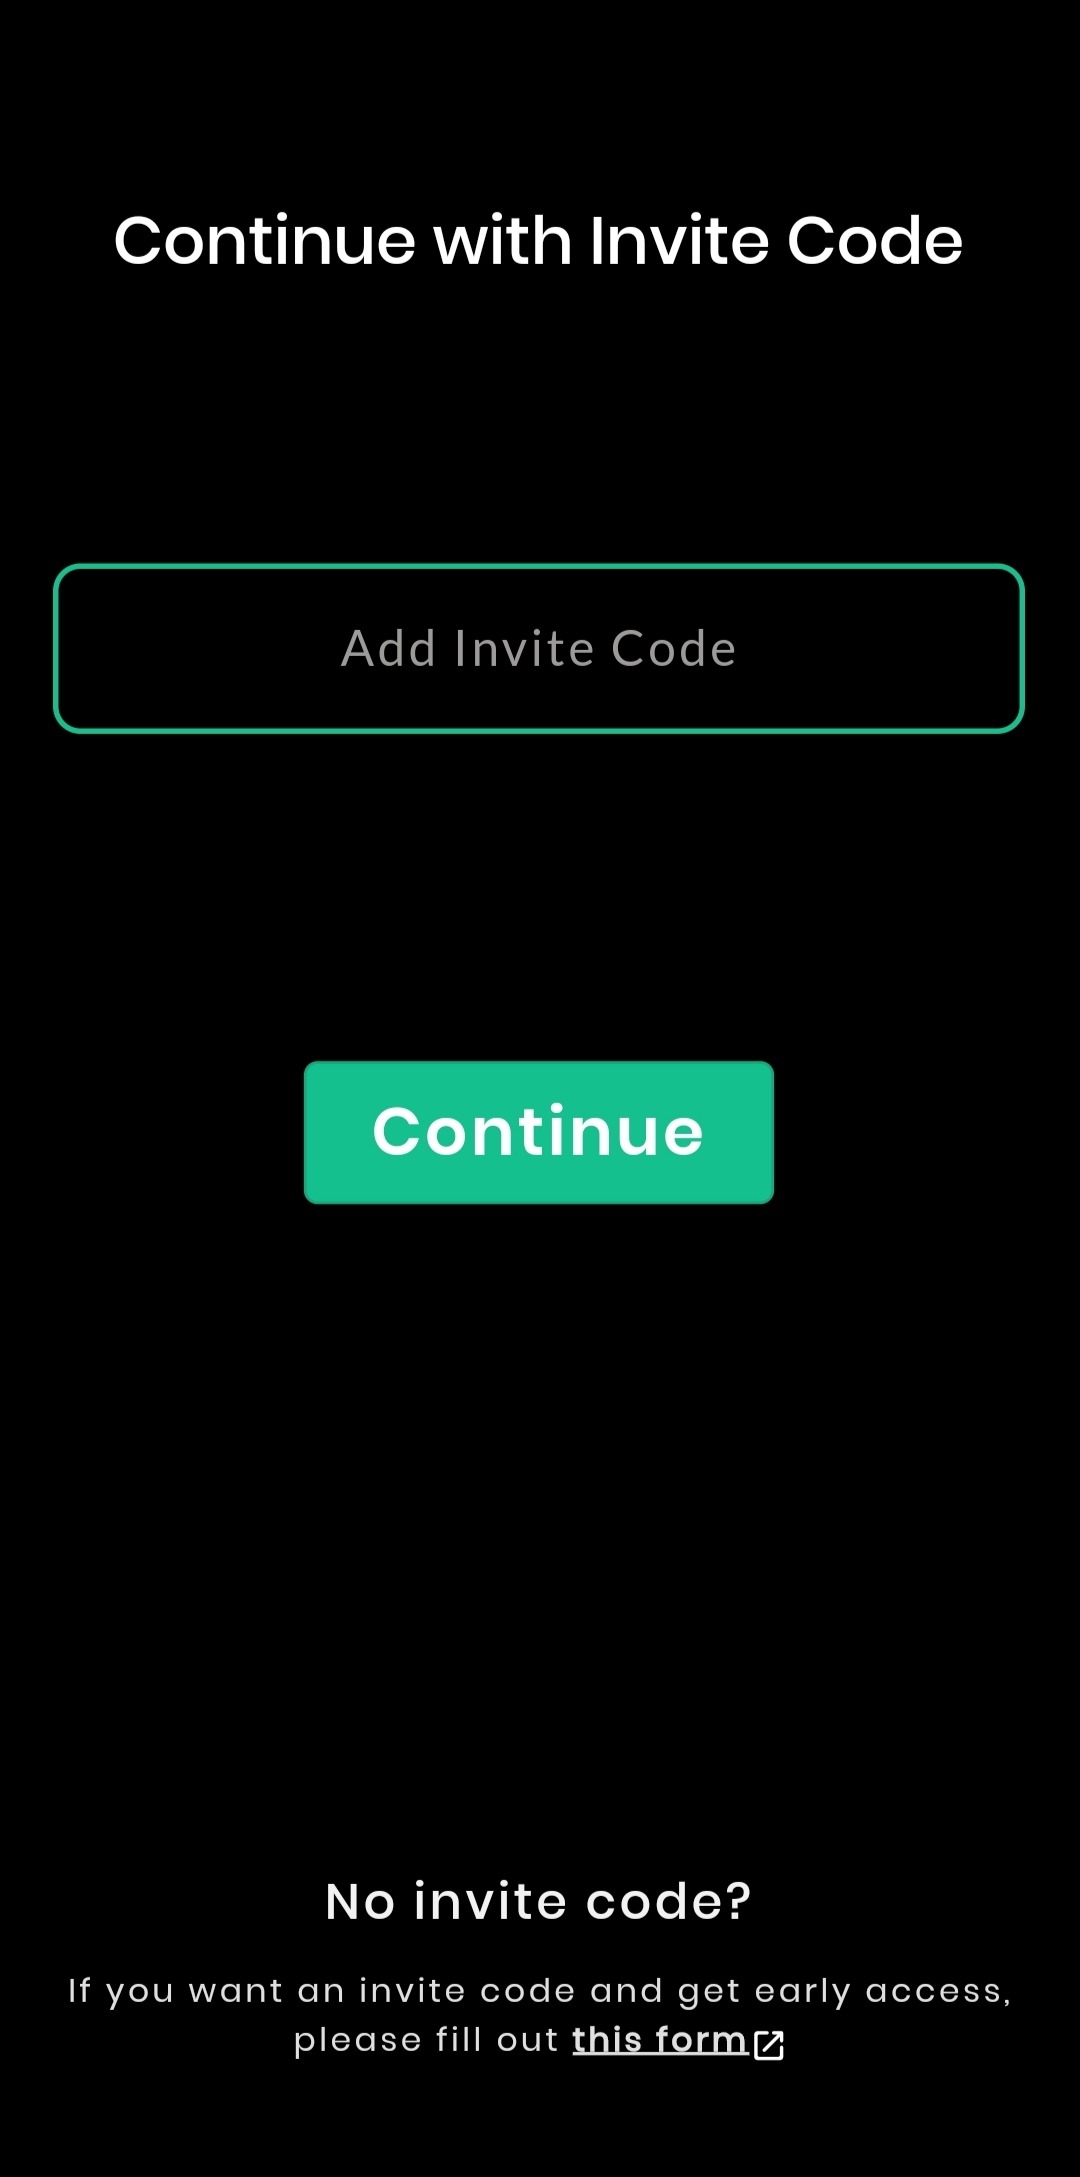 Continue with Invite Code
Add Invite Code
Continue
No invite code?
If you want an invite code and get early access,
please fill out this form